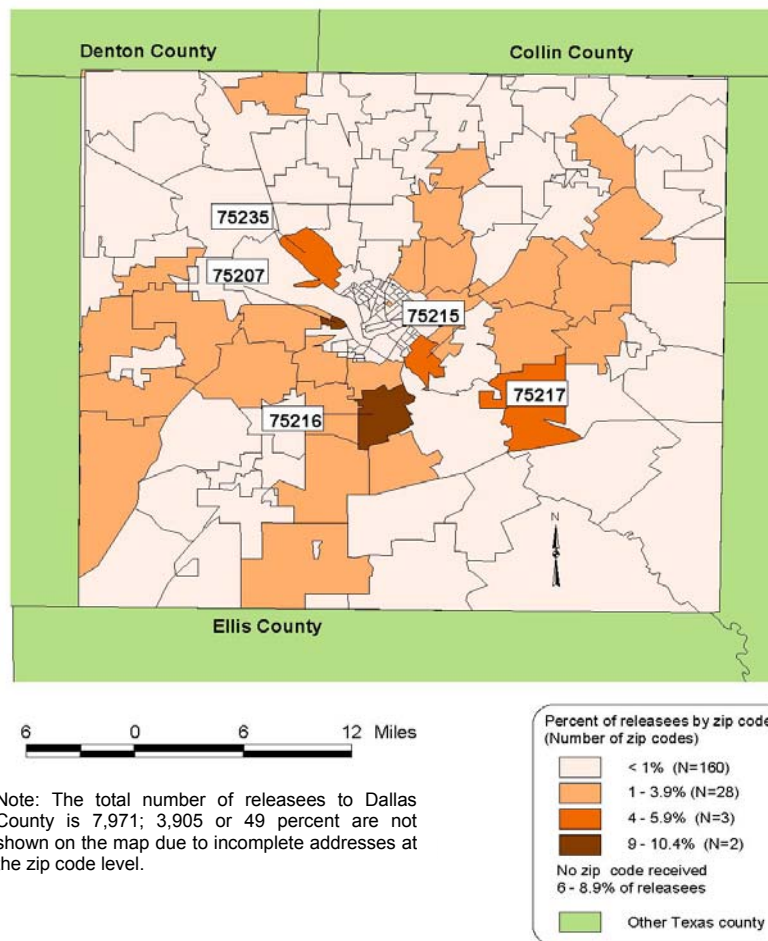 Denton County
Collin County
75235
75207
75215
75217
75216
N
Ellis County
6 0 6 12 Miles
Note: The total number of releasees to Dallas
County is 7,971; 3,905 or 49 percent are not
shown on the map due to incomplete addresses at
the zip code level.
Percent of releasees by zip code
(Number of zip codes)
< 1% (N=160)
1 - 3.9% (N=28)
4 - 5.9% (N=3)
9 - 10.4% (N=2)
No zip code received
6 - 8.9% of releasees
Other Texas county